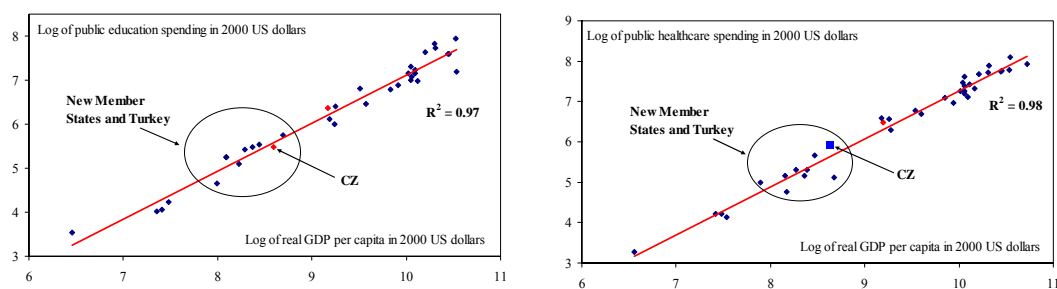 Log of public education spending in 2000 US dollars
8
7
6
5
4
3
New Member
States and Turkey
R² = 0.97
CZ
Log of real GDP per capita in 2000 US dollars
6 7 8 9 10 11
Log of public healthcare spending in 2000 US dollars
9
8
7
6
5
4
3
New Member
States and Turkey
R² = 0.98
CZ
Log of real GDP per capita in 2000 US dollars
6 7 8 9 10 11